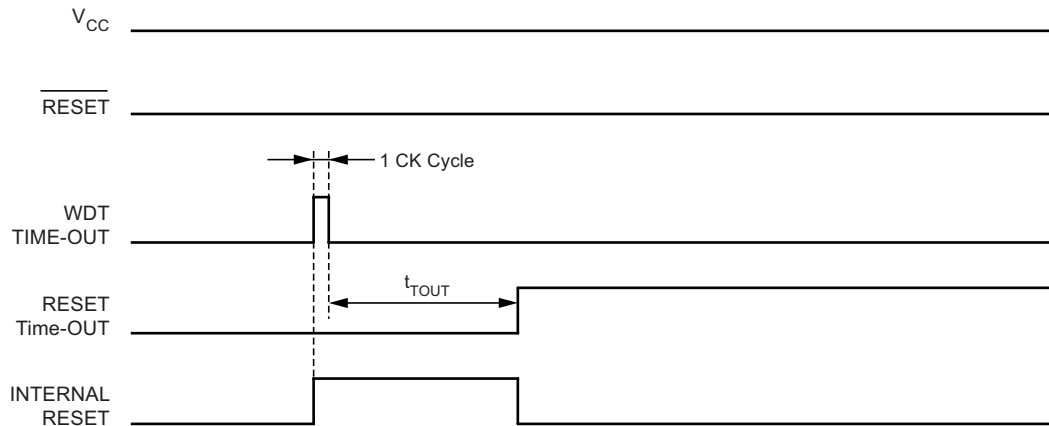 VCC
RESET
1 CK Cycle
WDT
TIME-OUT
tTOUT
RESET
Time-OUT
INTERNAL
RESET